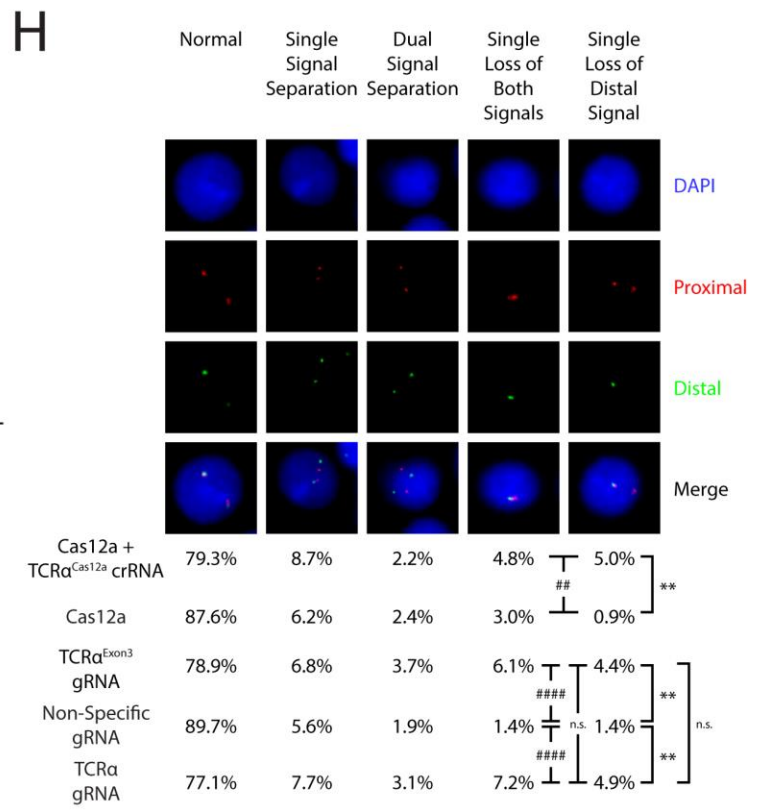 H
Normal Single Dual Single Single
Signal Signal Loss of Loss of
Separation Separation Both Distal
Signals Signal
DAPI
Proximal
Distal
Merge
Cas12a +
TCRα^Cas12a crRNA 79.3% 8.7% 2.2% 4.8% 5.0%
## **
Cas12a 87.6% 6.2% 2.4% 3.0% 0.9%
TCRα^Exon3
gRNA 78.9% 6.8% 3.7% 6.1% 4.4%
#### **
Non-Specific
gRNA 89.7% 5.6% 1.9% 1.4% n.s. 1.4% n.s.
#### **
TCRα
gRNA 77.1% 7.7% 3.1% 7.2% 4.9%